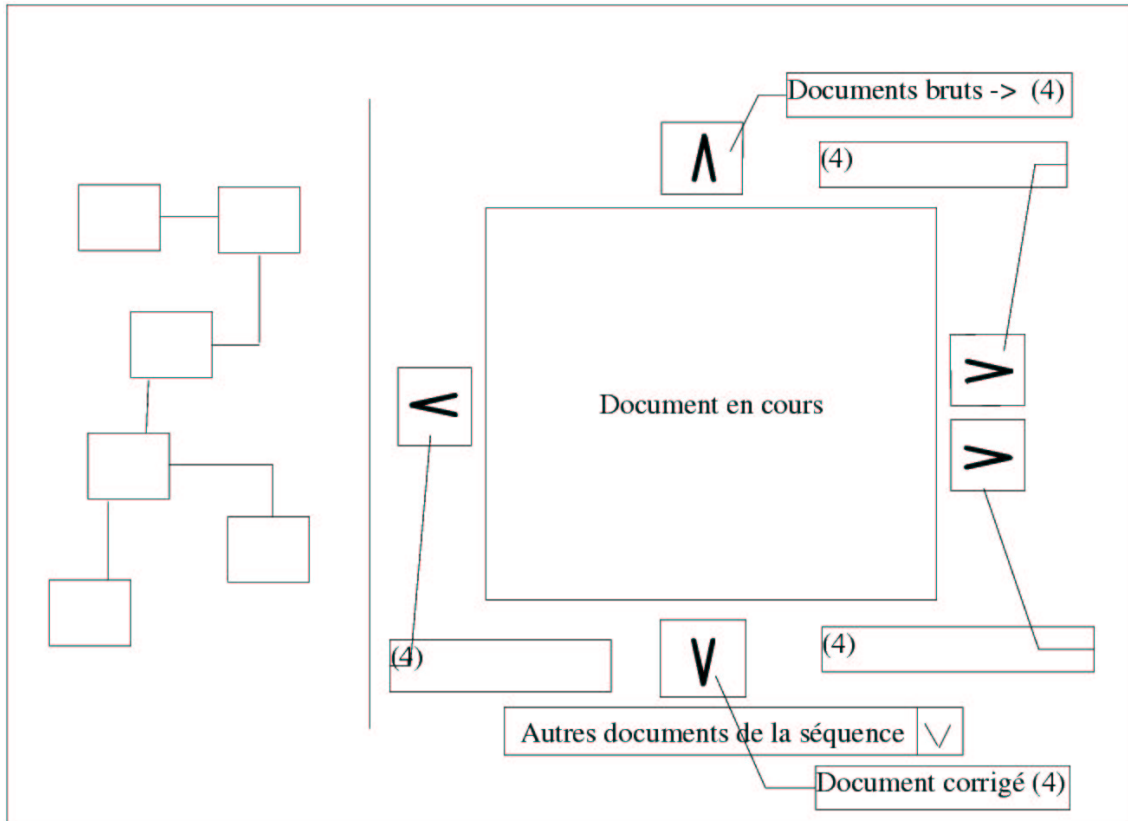 Documents bruts -> (4)
(4)
Document en cours
(4)
(4)
Autres documents de la séquence
Document corrigé (4)